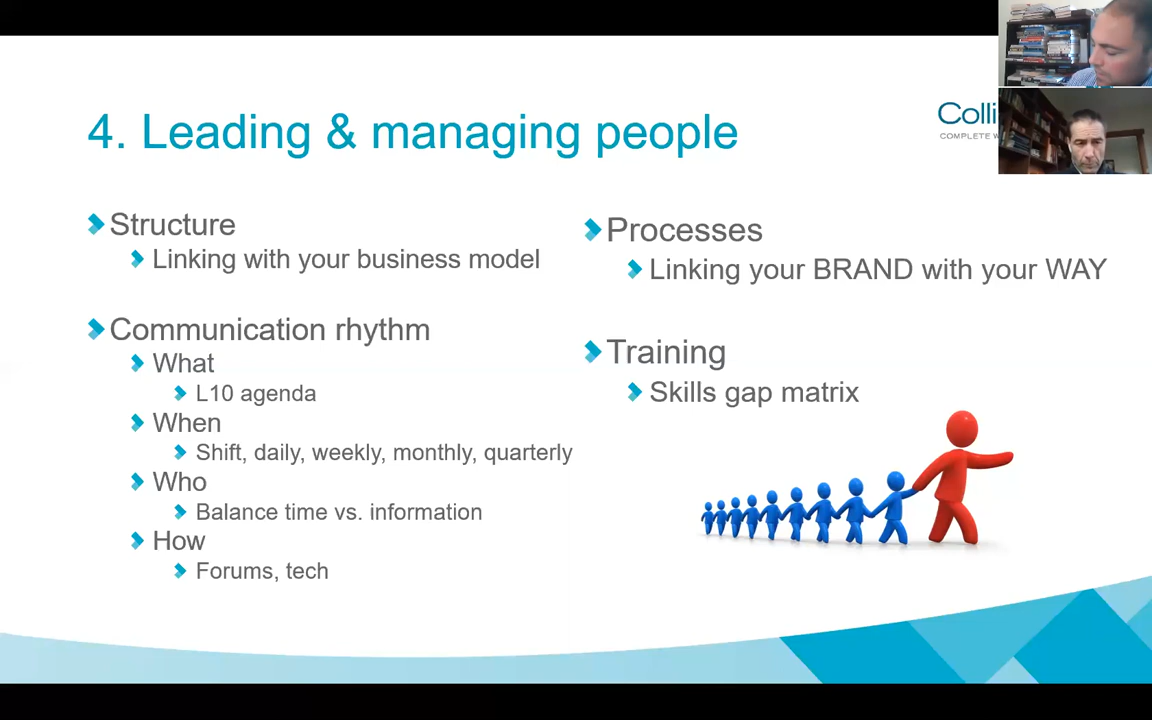 4. Leading & managing people
Colli
COMPLETE W
Structure
Linking with your business model
Communication rhythm
What
L10 agenda
When
Shift, daily, weekly, monthly, quarterly
Who
Balance time vs. information
How
Forums, tech
Processes
Linking your BRAND with your WAY
Training
Skills gap matrix